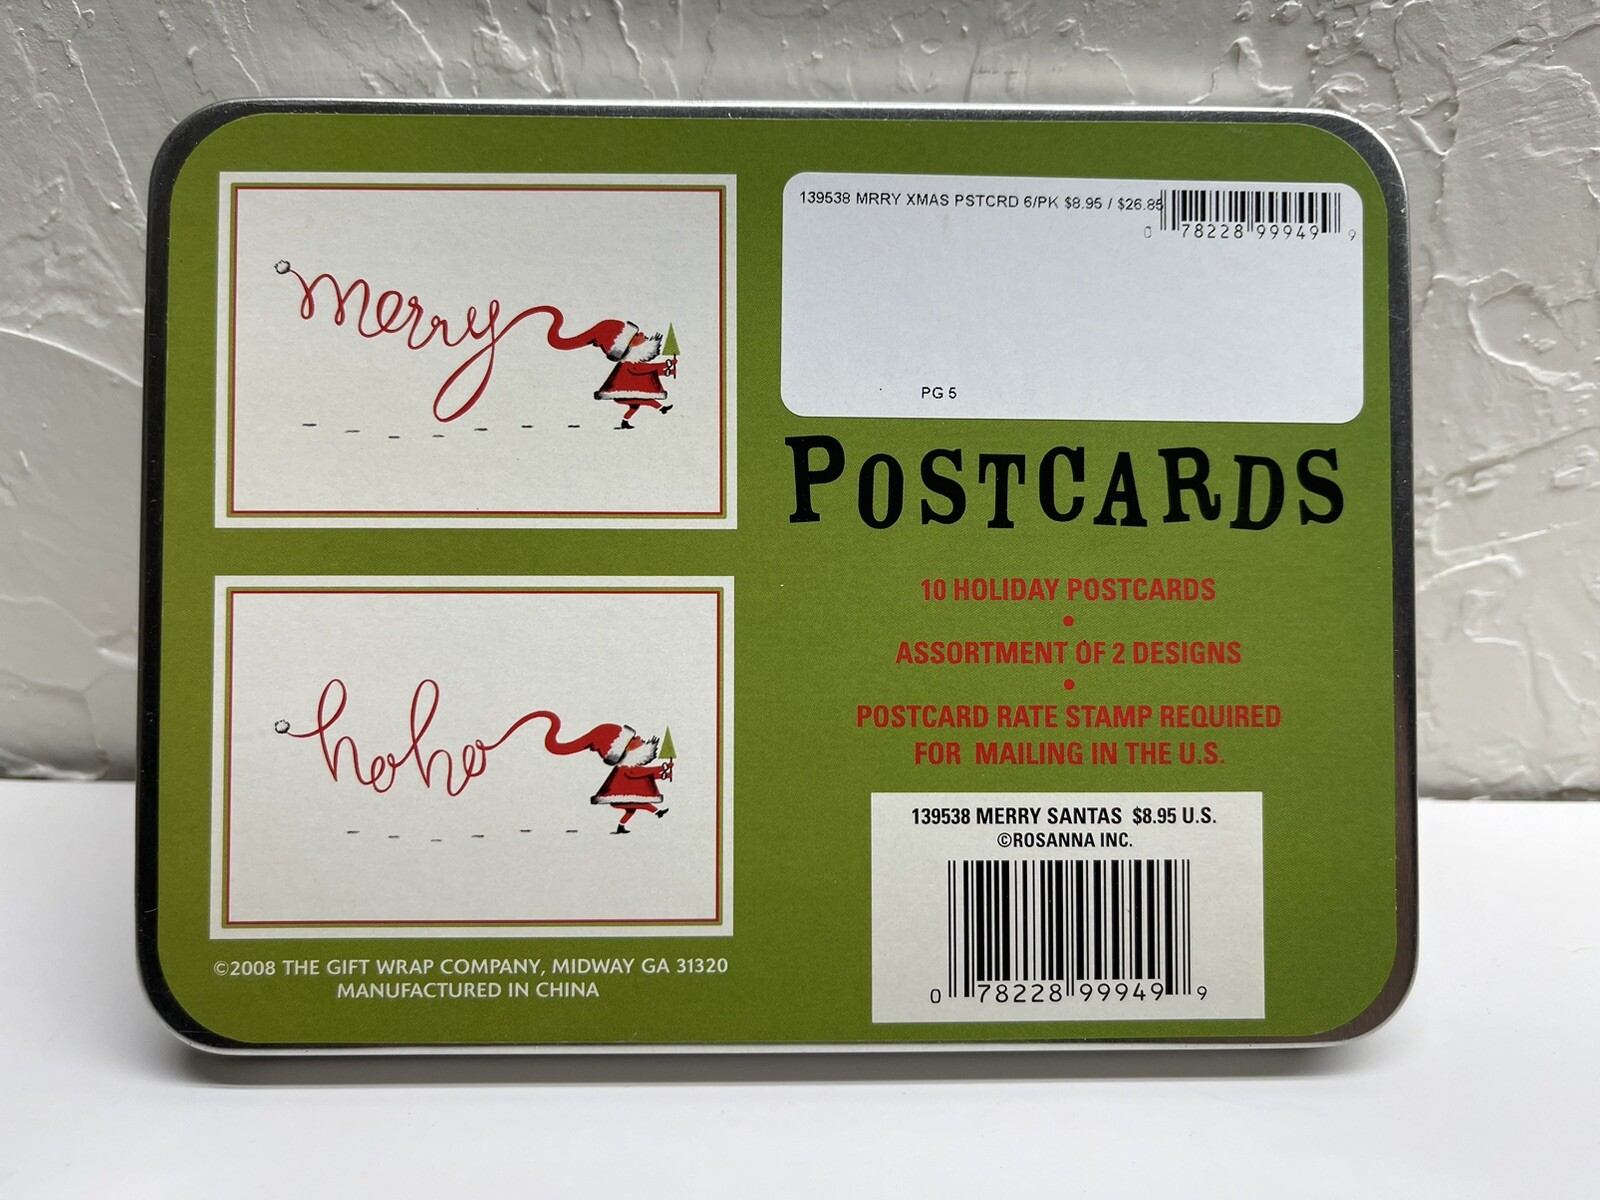 merry
139538 MRRY XMAS PSTCRD 6/PK $8.95 / $26.85
0 78228 99949 9
PG 5
POSTCARDS
10 HOLIDAY POSTCARDS
•
ASSORTMENT OF 2 DESIGNS
•
POSTCARD RATE STAMP REQUIRED
FOR MAILING IN THE U.S.
hoho
139538 MERRY SANTAS $8.95 U.S.
©ROSANNA INC.
0 78228 99949 9
©2008 THE GIFT WRAP COMPANY, MIDWAY GA 31320
MANUFACTURED IN CHINA